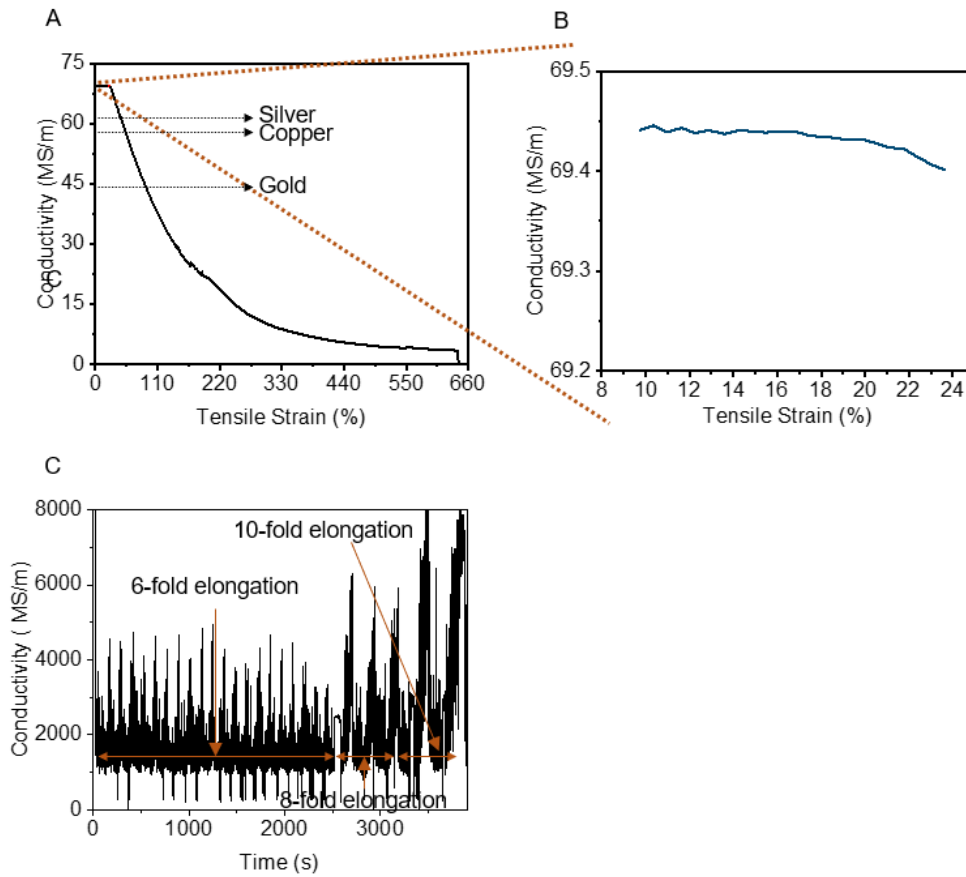 A
75
60
45
30
15
0
Conductivity (MS/m)
C
Silver
Copper
Gold
0 110 220 330 440 550 660
Tensile Strain (%)
B
69.5
69.4
69.3
69.2
Conductivity (MS/m)
8 10 12 14 16 18 20 22 24
Tensile Strain (%)
C
8000
6000
4000
2000
0
Conductivity ( MS/m)
10-fold elongation
6-fold elongation
8-fold elongation
0 1000 2000 3000
Time (s)